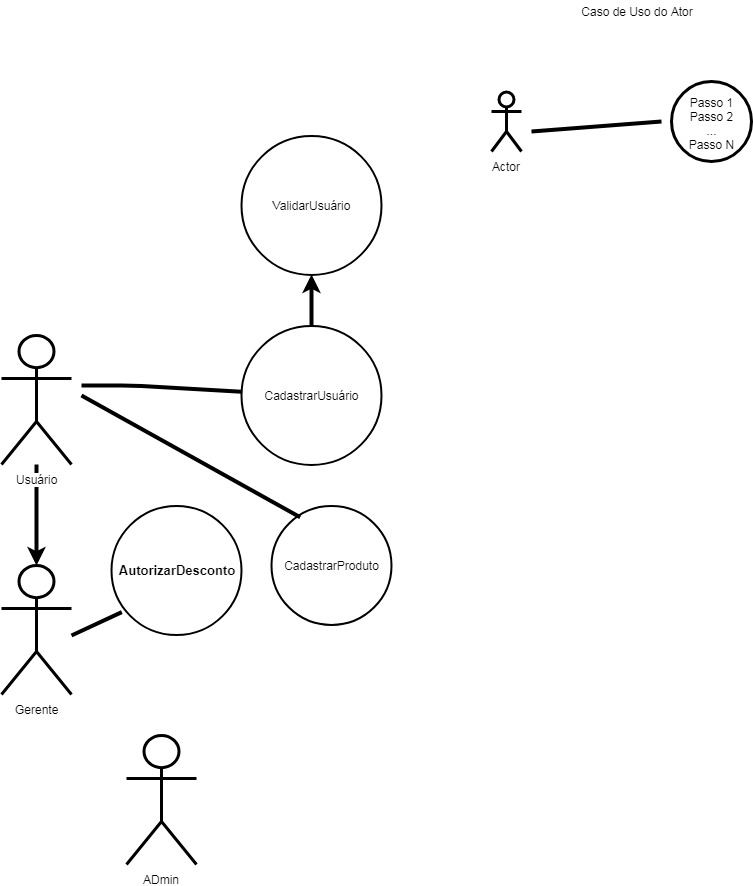 Caso de Uso do Ator
Passo 1
Passo 2
...
Passo N
Actor
ValidarUsuário
CadastrarUsuário
Usuário
AutorizarDesconto
CadastrarProduto
Gerente
ADmin